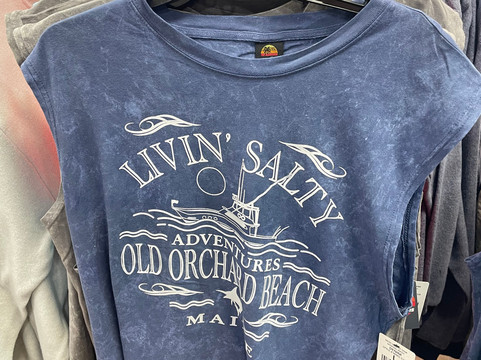 LIVIN' SALTY
ADVENTURES
OLD ORCHARD BEACH